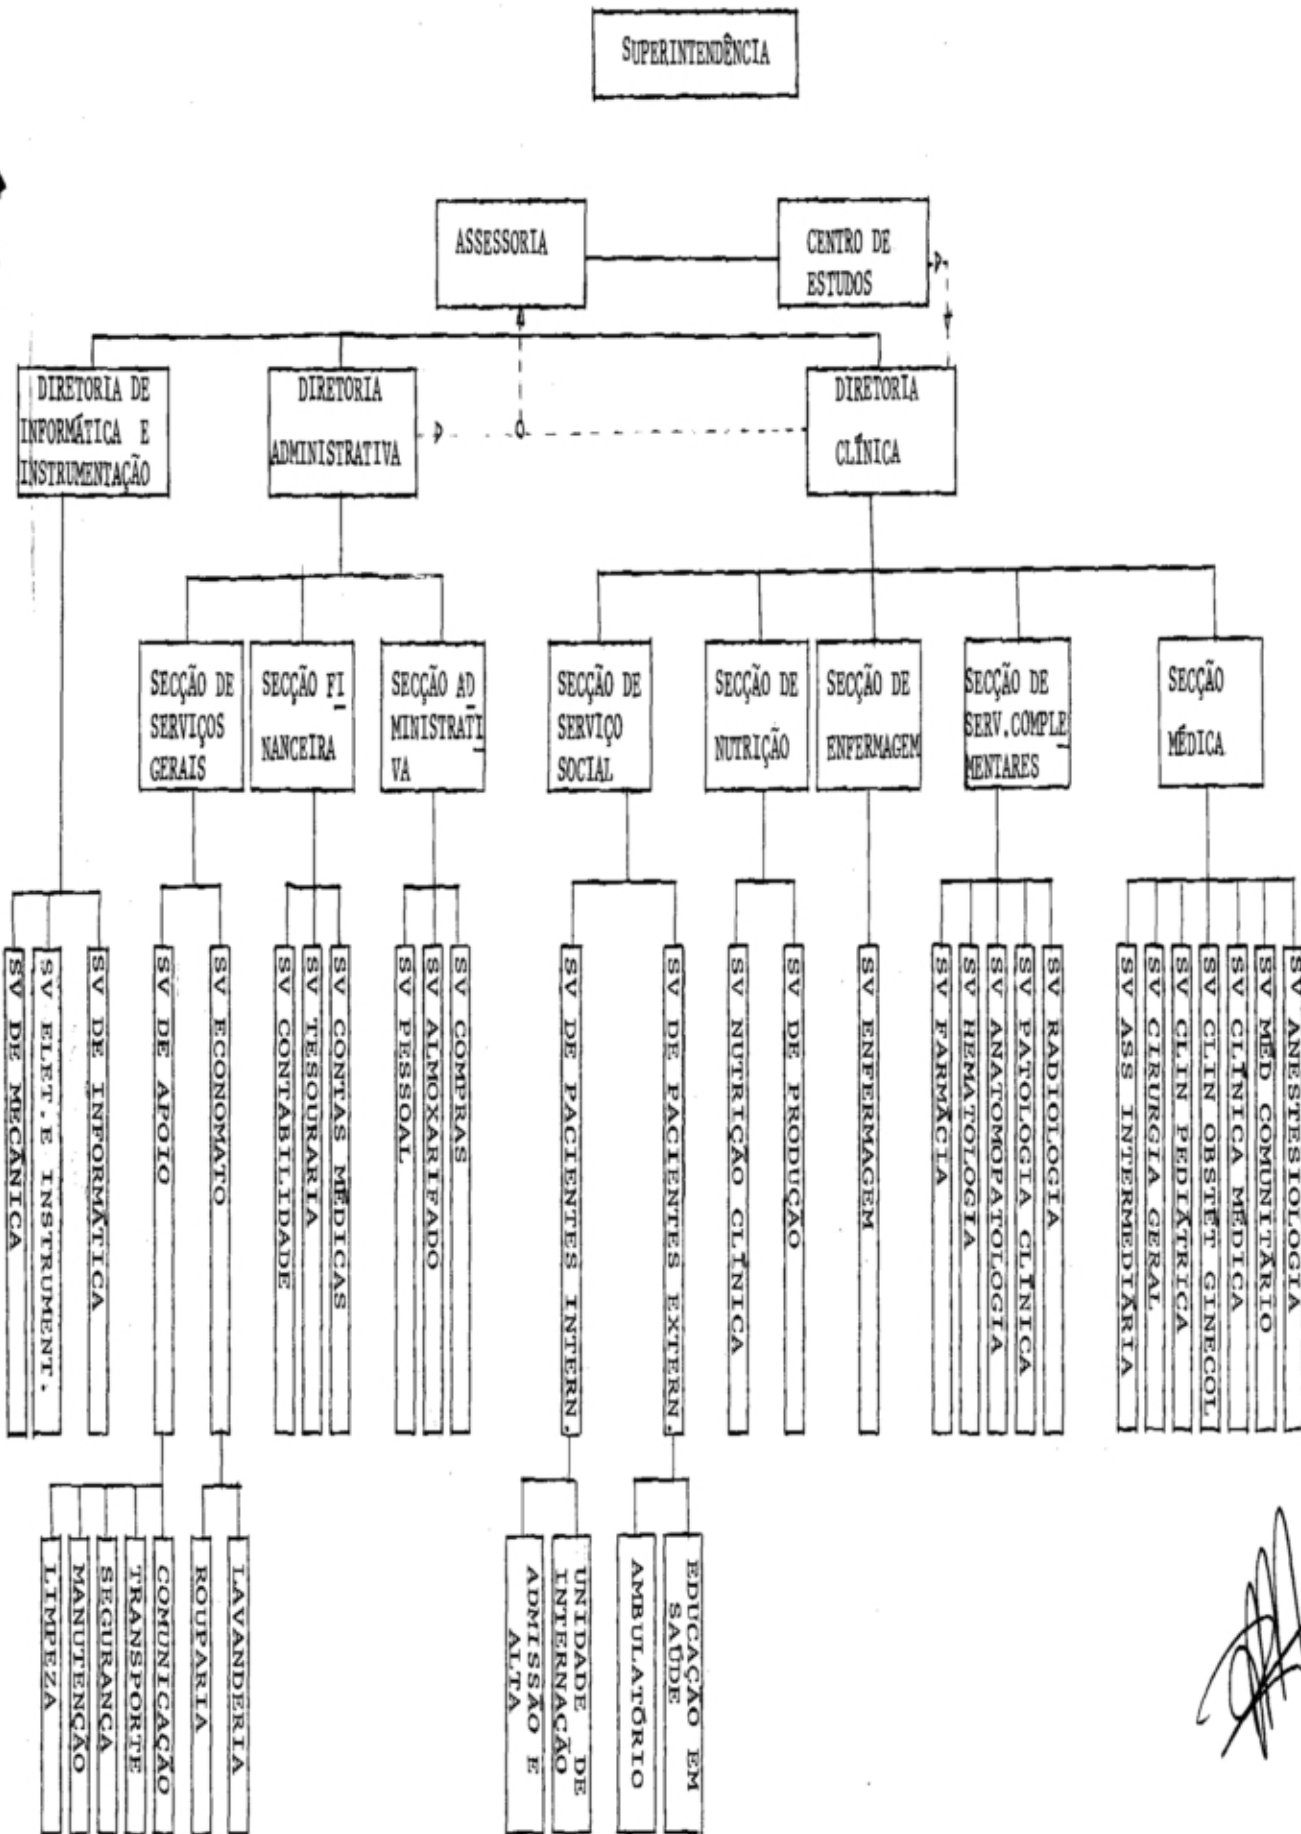 SUPERINTENDÊNCIA
ASSESSORIA
CENTRO DE
ESTUDOS
DIRETORIA DE
INFORMÁTICA E
INSTRUMENTAÇÃO
DIRETORIA
ADMINISTRATIVA
DIRETORIA
CLÍNICA
SECÇÃO DE
SERVIÇOS
GERAIS
SECÇÃO FI
NANCEIRA
SECÇÃO AD
MINISTRATI
VA
SECÇÃO DE
SERVIÇO
SOCIAL
SECÇÃO DE
NUTRIÇÃO
SECÇÃO DE
ENFERMAGEM
SECÇÃO DE
SERV.COMPLE
MENTARES
SECÇÃO
MÉDICA
SV DE MECÂNICA
SV ELET.E INSTRUMENT.
SV DE INFORMÁTICA
SV DE APOIO
SV ECONOMATO
SV CONTABILIDADE
SV TESOURARIA
SV CONTAS MÉDICAS
SV PESSOAL
SV ALMOXARIFADO
SV COMPRAS
SV DE PACIENTES INTERN.
SV DE PACIENTES EXTERN.
SV NUTRIÇÃO CLÍNICA
SV DE PRODUÇÃO
SV ENFERMAGEM
SV FARMÁCIA
SV HEMATOLOGIA
SV ANATOMOPATOLOGIA
SV PATOLOGIA CLÍNICA
SV RADIOLOGIA
SV ASS INTERMEDIÁRIA
SV CIRURGIA GERAL
SV CLIN PEDIÁTRICA
SV CLIN OBSTÉT GINECOL
SV CLÍNICA MÉDICA
SV MÉD COMUNITÁRIO
SV ANESTESIOLOGIA
LIMPEZA
MANUTENÇÃO
SEGURANCA
TRANSPORTE
COMUNICAÇÃO
ROUPARIA
LAVANDERIA
ADMISSÃO E
ALTA
UNIDADE DE
INTERNAÇÃO
AMBULATÓRIO
EDUCAÇÃO EM
SAÚDE